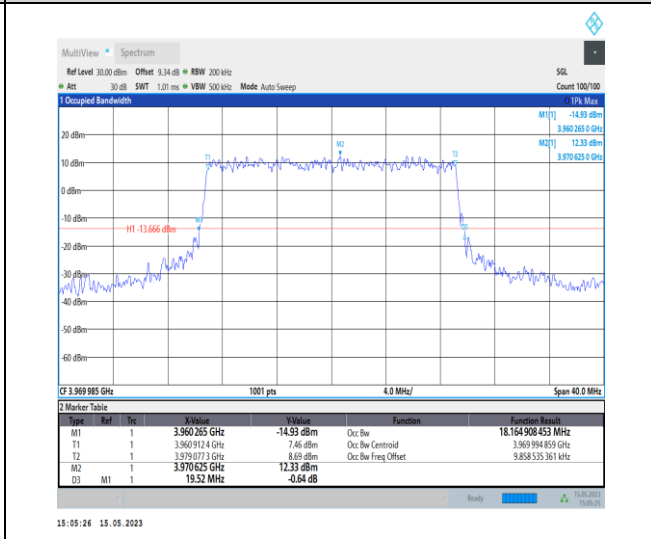 MultiView Spectrum
Ref Level 30.00 dBm Offset 9.34 dB RBW 200 kHz SGL
Att 30 dB SWT 1.01 ms VBW 500 kHz Mode Auto Sweep Count 100/100
1 Occupied Bandwidth 1Pk Max
M1[1] -14.93 dBm
3.960 265 0 GHz
M2[1] 12.33 dBm
3.970 625 0 GHz
20 dBm
M2
T1 T2
10 dBm
0 dBm
-10 dBm
H1 -13.666 dBm
-20 dBm
-30 dBm
-40 dBm
-50 dBm
-60 dBm
CF 3.969 985 GHz 1001 pts 4.0 MHz/ Span 40.0 MHz
2 Marker Table
Type Ref Trc X-Value Y-Value Function Function Result
M1 1 3.960 265 GHz -14.93 dBm Occ Bw 18.164 908 453 MHz
T1 1 3.960 912 4 GHz 7.46 dBm Occ Bw Centroid 3.969 994 859 GHz
T2 1 3.979 077 3 GHz 8.69 dBm Occ Bw Freq Offset 9.858 535 361 kHz
M2 1 3.970 625 GHz 12.33 dBm
D3 M1 1 19.52 MHz -0.64 dB
Ready 15.05.2023
15:05:25
15:05:26 15.05.2023